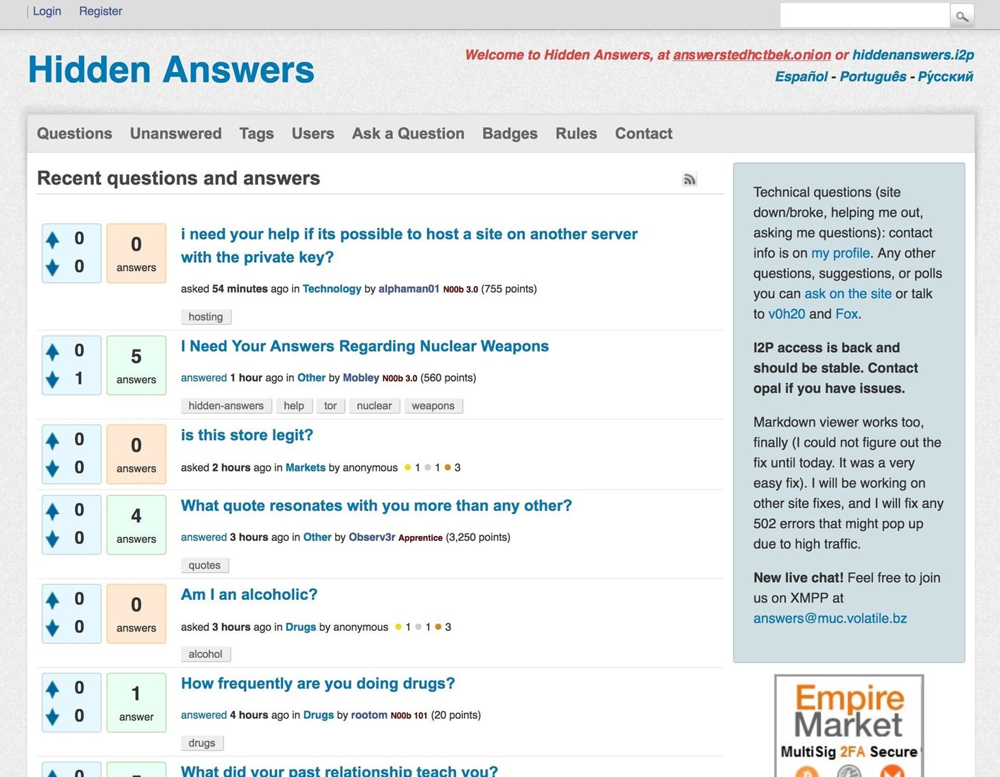 Login Register
Hidden Answers
Welcome to Hidden Answers, at answerstedhctbek.onion or hiddenanswers.i2p
Español - Português - Ру́сский
Questions Unanswered Tags Users Ask a Question Badges Rules Contact
Recent questions and answers
0
0
0
answers
i need your help if its possible to host a site on another server
with the private key?
asked 54 minutes ago in Technology by alphaman01 N00b 3.0 (755 points)
hosting
0
1
5
answers
I Need Your Answers Regarding Nuclear Weapons
answered 1 hour ago in Other by Mobley N00b 3.0 (560 points)
hidden-answers help tor nuclear weapons
0
0
0
answers
is this store legit?
asked 2 hours ago in Markets by anonymous 1 1 3
0
0
4
answers
What quote resonates with you more than any other?
answered 3 hours ago in Other by Observ3r Apprentice (3,250 points)
quotes
0
0
0
answers
Am I an alcoholic?
asked 3 hours ago in Drugs by anonymous 1 1 3
alcohol
0
0
1
answer
How frequently are you doing drugs?
answered 4 hours ago in Drugs by rootom N00b 101 (20 points)
drugs
What did your past relationship teach you?
Technical questions (site
down/broke, helping me out,
asking me questions): contact
info is on my profile. Any other
questions, suggestions, or polls
you can ask on the site or talk
to v0h20 and Fox.
I2P access is back and
should be stable. Contact
opal if you have issues.
Markdown viewer works too,
finally (I could not figure out the
fix until today. It was a very
easy fix). I will be working on
other site fixes, and I will fix any
502 errors that might pop up
due to high traffic.
New live chat! Feel free to join
us on XMPP at
answers@muc.volatile.bz
Empire
Market
MultiSig 2FA Secure